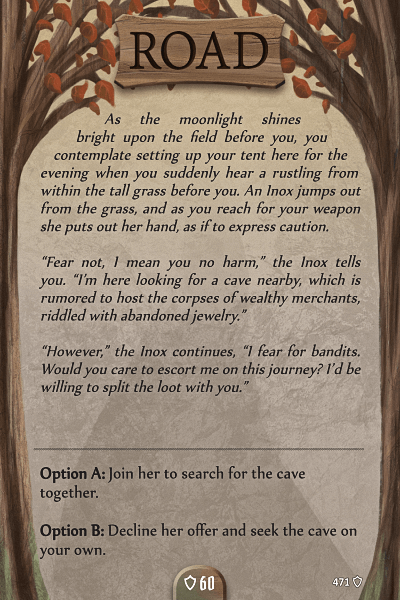 ROAD
As the moonlight shines
bright upon the field before you, you
contemplate setting up your tent here for the
evening when you suddenly hear a rustling from
within the tall grass before you. An Inox jumps out
from the grass, and as you reach for your weapon
she puts out her hand, as if to express caution.
“Fear not, I mean you no harm,” the Inox tells
you. “I’m here looking for a cave nearby, which is
rumored to host the corpses of wealthy merchants,
riddled with abandoned jewelry.”
“However,” the Inox continues, “I fear for bandits.
Would you care to escort me on this journey? I’d be
willing to split the loot with you.”
Option A: Join her to search for the cave
together.
Option B: Decline her offer and seek the cave on
your own.
60
471